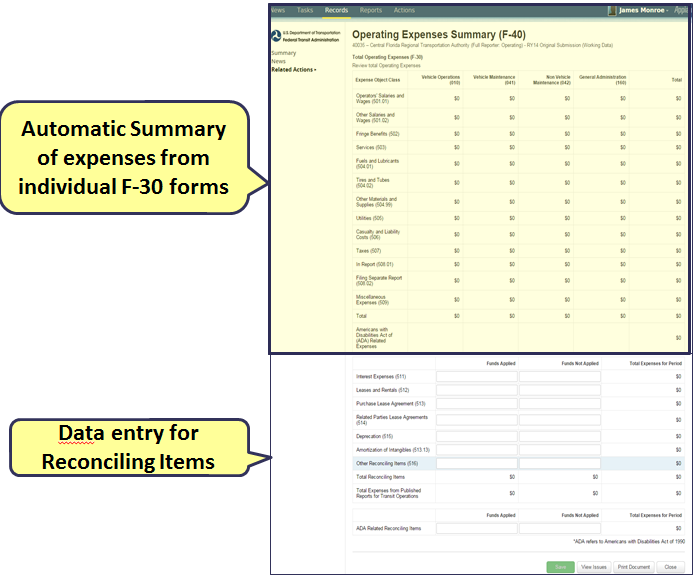 News Tasks Records Reports Actions James Monroe
U.S. Department of Transportation
Federal Transit Administration
Summary
News
Related Actions
Operating Expenses Summary (F-40)
40035 – Central Florida Regional Transportation Authority (Full Reporter: Operating) - RY14 Original Submission (Working Data)
Total Operating Expenses (F-30)
Review total Operating Expenses
Expense Object Class Vehicle Operations (010) Vehicle Maintenance (041) Non Vehicle Maintenance (042) General Administration (160) Total
Operators' Salaries and Wages (501.01) $0 $0 $0 $0 $0
Other Salaries and Wages (501.02) $0 $0 $0 $0 $0
Fringe Benefits (502) $0 $0 $0 $0 $0
Services (503) $0 $0 $0 $0 $0
Fuels and Lubricants (504.01) $0 $0 $0 $0 $0
Tires and Tubes (504.02) $0 $0 $0 $0 $0
Other Materials and Supplies (504.99) $0 $0 $0 $0 $0
Utilities (505) $0 $0 $0 $0 $0
Casualty and Liability Costs (506) $0 $0 $0 $0 $0
Taxes (507) $0 $0 $0 $0 $0
In Report (508.01) $0 $0 $0 $0 $0
Filing Separate Report (508.02) $0 $0 $0 $0 $0
Miscellaneous Expenses (509) $0 $0 $0 $0 $0
Total $0 $0 $0 $0 $0
Americans with Disabilities Act of (ADA) Related Expenses $0
Automatic Summary
of expenses from
individual F-30 forms
Funds Applied Funds Not Applied Total Expenses for Period
Interest Expenses (511) $0
Leases and Rentals (512) $0
Purchase Lease Agreement (513) $0
Related Parties Lease Agreements (514) $0
Deprecation (515) $0
Amortization of Intangibles (513.13) $0
Other Reconciling Items (516) $0
Total Reconciling Items $0 $0 $0
Total Expenses from Published Reports for Transit Operations $0 $0 $0
Data entry for
Reconciling Items
Funds Applied Funds Not Applied Total Expenses for Period
ADA Related Reconciling Items $0
*ADA refers to Americans with Disabilities Act of 1990
Save View Issues Print Document Close